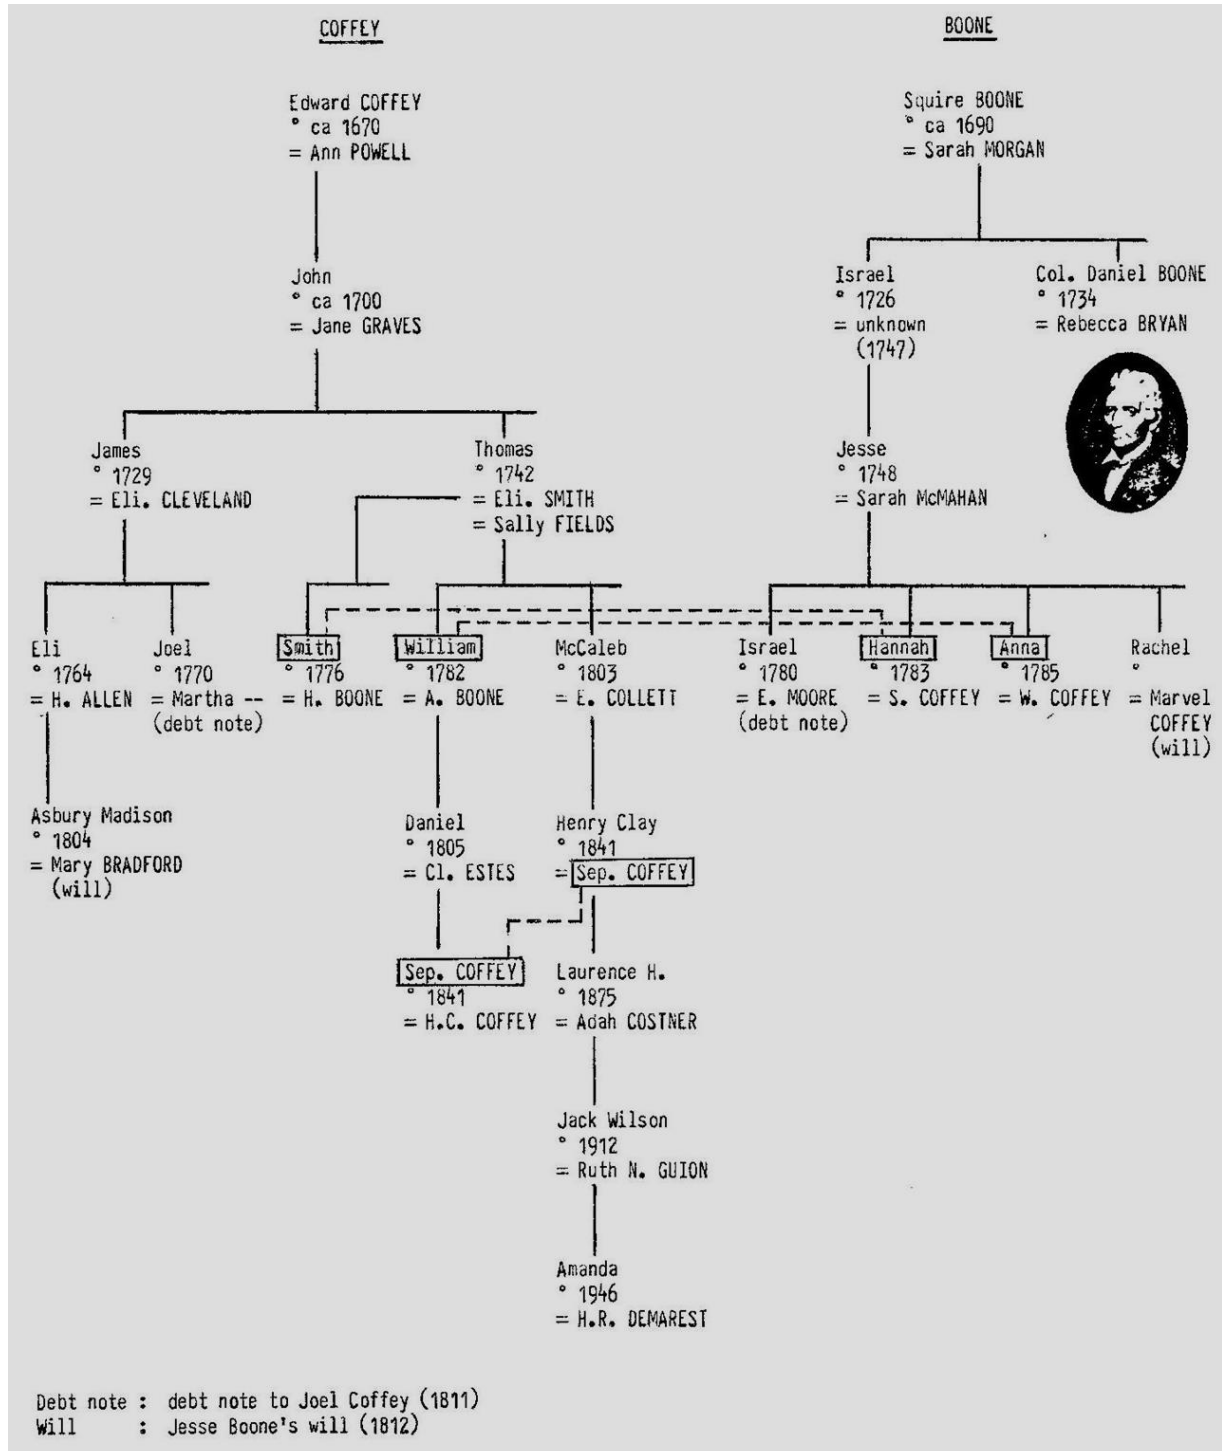 COFFEY
BOONE
Edward COFFEY
° ca 1670
= Ann POWELL
Squire BOONE
° ca 1690
= Sarah MORGAN
John
° ca 1700
= Jane GRAVES
Israel
° 1726
= unknown
(1747)
Col. Daniel BOONE
° 1734
= Rebecca BRYAN
James
° 1729
= Eli. CLEVELAND
Thomas
° 1742
= Eli. SMITH
= Sally FIELDS
Jesse
° 1748
= Sarah McMAHAN
Eli
° 1764
= H. ALLEN
Joel
° 1770
= Martha --
(debt note)
Smith
° 1776
= H. BOONE
William
° 1782
= A. BOONE
McCaleb
° 1803
= E. COLLETT
Israel
° 1780
= E. MOORE
(debt note)
Hannah
° 1783
= S. COFFEY
Anna
° 1785
= W. COFFEY
Rachel
°
= Marvel
COFFEY
(will)
Asbury Madison
° 1804
= Mary BRADFORD
(will)
Daniel
° 1805
= Cl. ESTES
Henry Clay
° 1841
= Sep. COFFEY
Sep. COFFEY
° 1841
= H.C. COFFEY
Laurence H.
° 1875
= Adah COSTNER
Jack Wilson
° 1912
= Ruth N. GUION
Amanda
° 1946
= H.R. DEMAREST
Debt note : debt note to Joel Coffey (1811)
Will : Jesse Boone's will (1812)